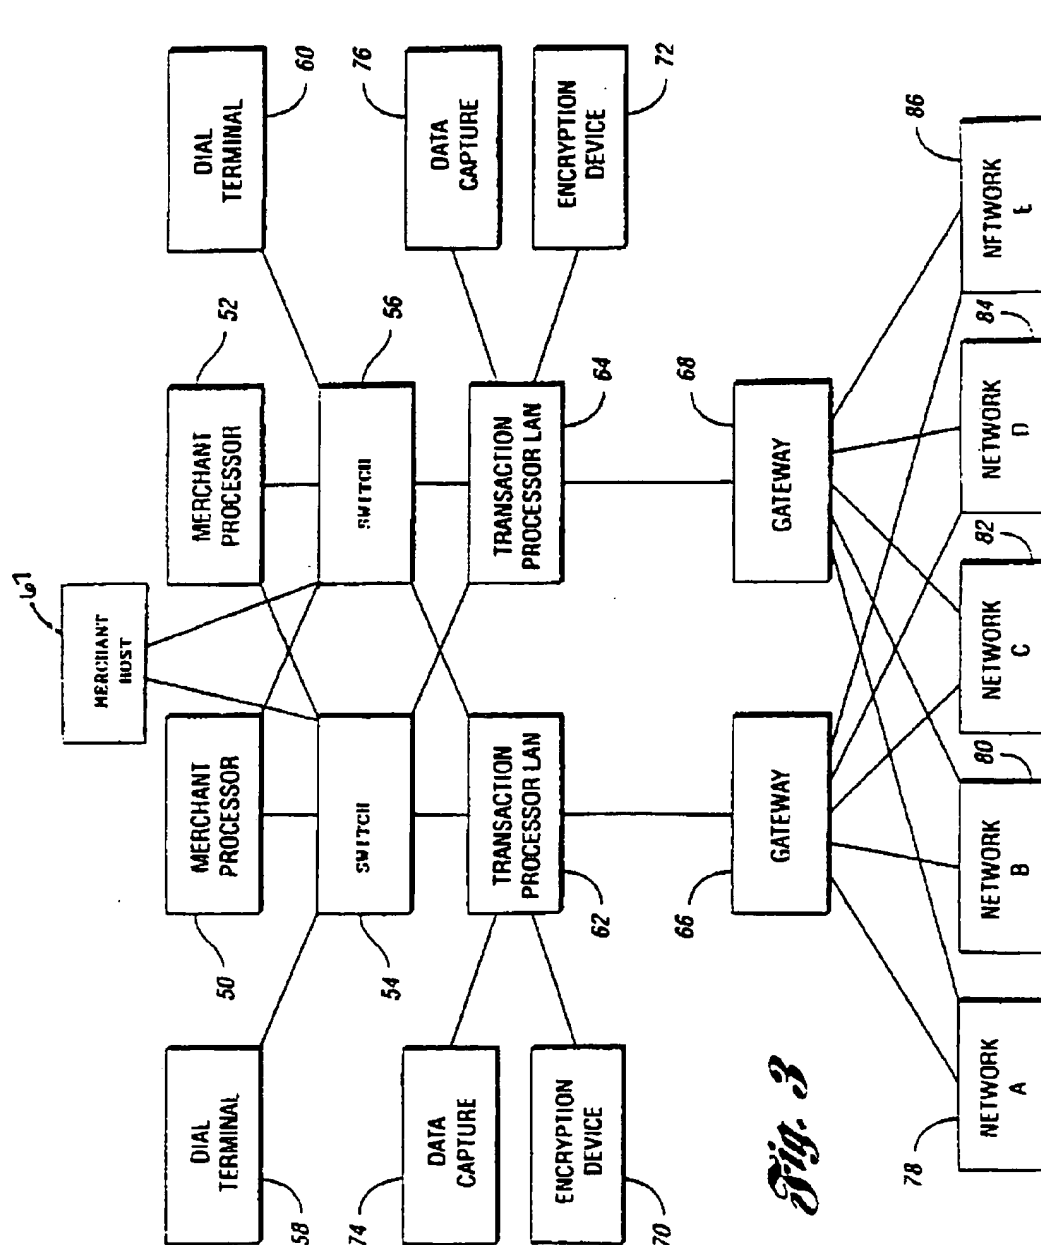 67
MERCHANT
HOST
DIAL
TERMINAL
58
50
MERCHANT
PROCESSOR
MERCHANT
PROCESSOR
52
DIAL
TERMINAL
60
54
SWITCH
SWITCH
56
DATA
CAPTURE
74
TRANSACTION
PROCESSOR LAN
62
TRANSACTION
PROCESSOR LAN
64
DATA
CAPTURE
76
ENCRYPTION
DEVICE
70
ENCRYPTION
DEVICE
72
66
GATEWAY
GATEWAY
68
Fig. 3
78
NETWORK
A
NETWORK
B
80
NETWORK
C
82
NETWORK
D
84
NETWORK
E
86